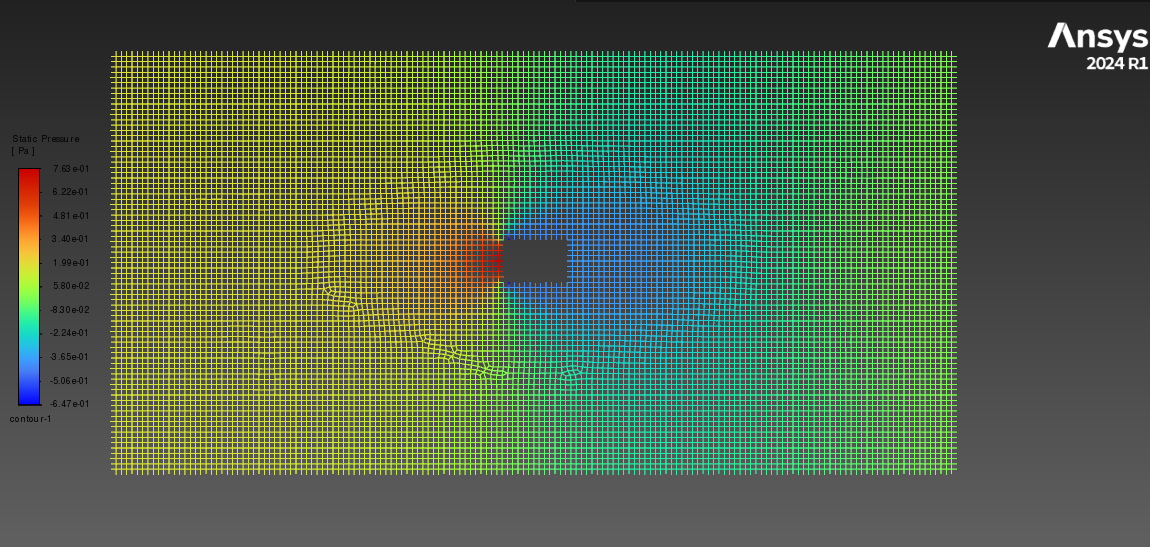 Ansys
2024 R1
Static Pressure
[ Pa ]
7.63e-01
6.22e-01
4.81e-01
3.40e-01
1.99e-01
5.80e-02
-8.30e-02
-2.24e-01
-3.65e-01
-5.06e-01
-6.47e-01
contour-1